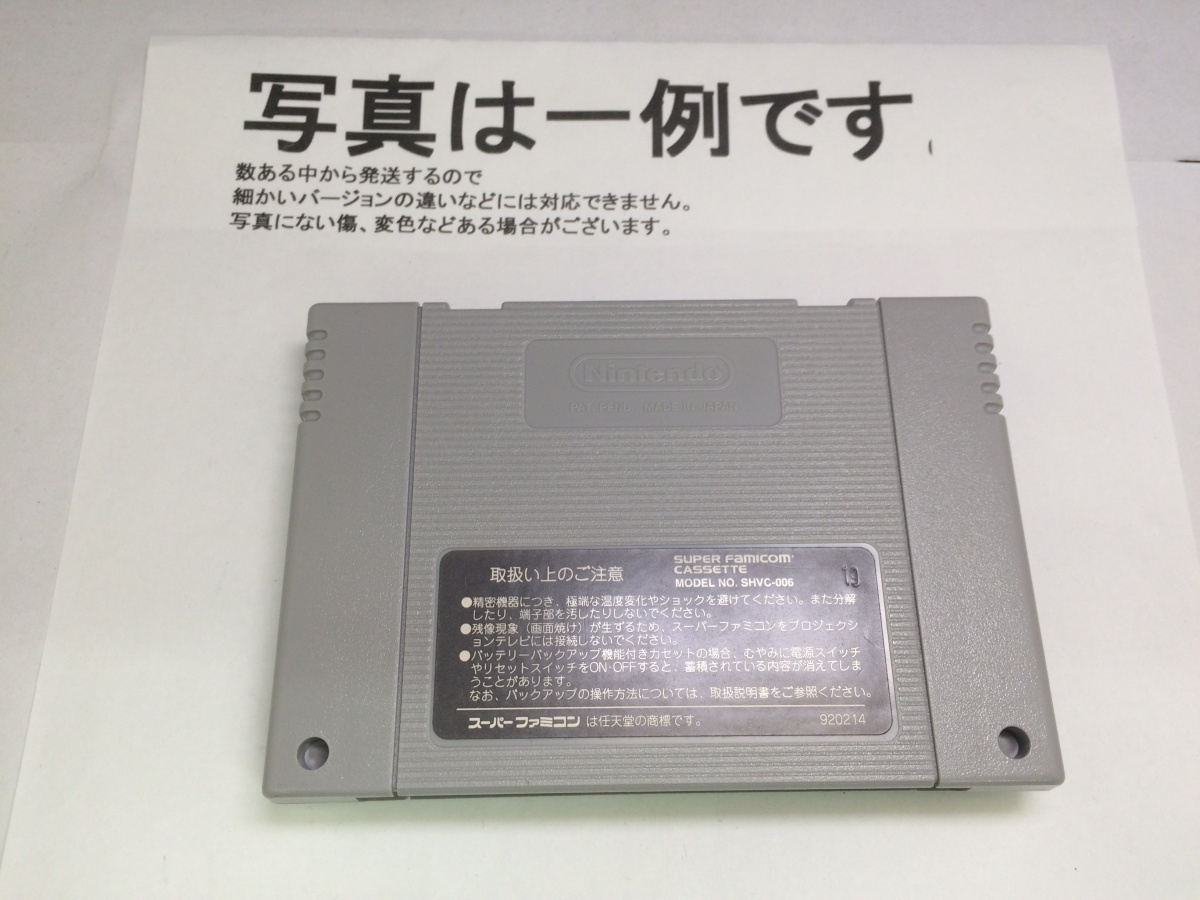 写真は一例です。
数ある中から発送するので
細かいバージョンの違いなどには対応できません。
写真にない傷、変色などある場合がございます。
Nintendo
PAT. PEND. MADE IN JAPAN
取扱い上のご注意
SUPER FAMICOM
CASSETTE
MODEL NO. SHVC-006
19
●精密機器につき、極端な温度変化やショックを避けてください。また分解
したり、端子部を汚したりしないでください。
●残像現象(画面焼け)が生ずるため、スーパーファミコンをプロジェクシ
ョンテレビには接続しないでください。
●バッテリーバックアップ機能付きカセットの場合、むやみに電源スイッチ
やリセットスイッチをON・OFFすると、蓄積されている内容が消えてしま
うことがあります。
なお、バックアップの操作方法については、取扱説明書をご参照ください。
スーパーファミコン は任天堂の商標です。
920214